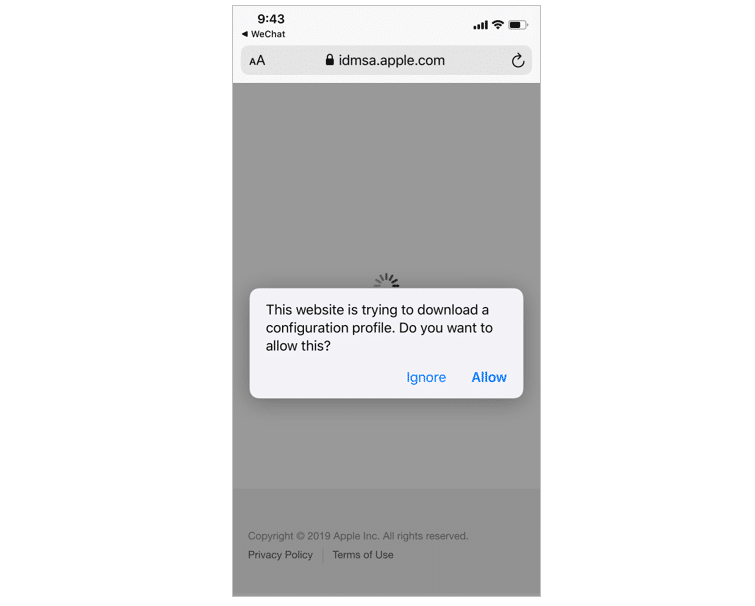 9:43
◀ WeChat
AA
idmsa.apple.com
This website is trying to download a
configuration profile. Do you want to
allow this?
Ignore Allow
Copyright © 2019 Apple Inc. All rights reserved.
Privacy Policy | Terms of Use